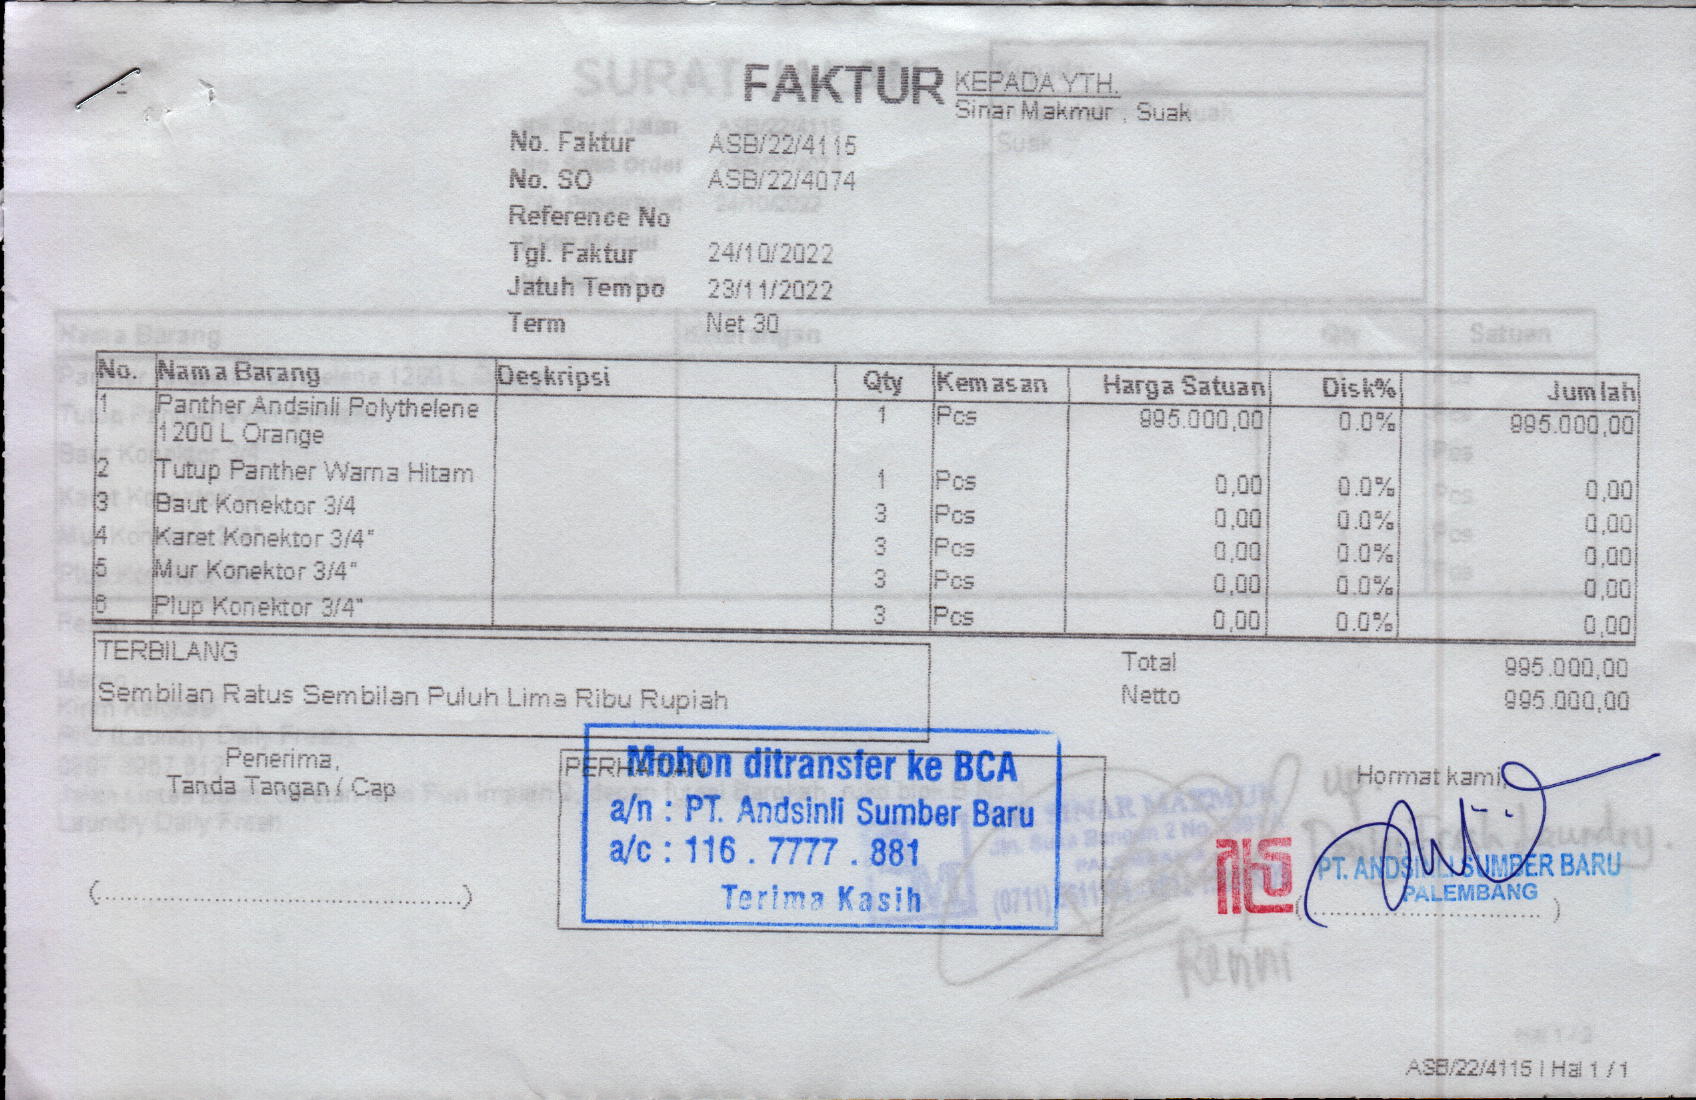 FAKTUR
KEPADA YTH.
Sinar Makmur , Suak
No. Faktur ASB/22/4115
No. SO ASB/22/4074
Reference No
Tgl. Faktur 24/10/2022
Jatuh Tempo 23/11/2022
Term Net 30
No. Nama Barang Deskripsi Qty Kemasan Harga Satuan Disk% Jumlah
1 Panther Andsinli Polythelene 1 Pcs 995.000,00 0.0% 995.000,00
1200 L Orange
2 Tutup Panther Warna Hitam 1 Pcs 0,00 0.0% 0,00
3 Baut Konektor 3/4 3 Pcs 0,00 0.0% 0,00
4 Karet Konektor 3/4" 3 Pcs 0,00 0.0% 0,00
5 Mur Konektor 3/4" 3 Pcs 0,00 0.0% 0,00
6 Plup Konektor 3/4" 3 Pcs 0,00 0.0% 0,00
TERBILANG
Sembilan Ratus Sembilan Puluh Lima Ribu Rupiah
Total 995.000,00
Netto 995.000,00
Penerima,
Tanda Tangan / Cap
(............................................)
PERHATIAN
Mohon ditransfer ke BCA
a/n : PT. Andsinli Sumber Baru
a/c : 116 . 7777 . 881
Terima Kasih
Hormat kami,
PT. ANDSINLI SUMBER BARU
PALEMBANG
(............................)
Renni
ASB/22/4115 | Hal 1 / 1